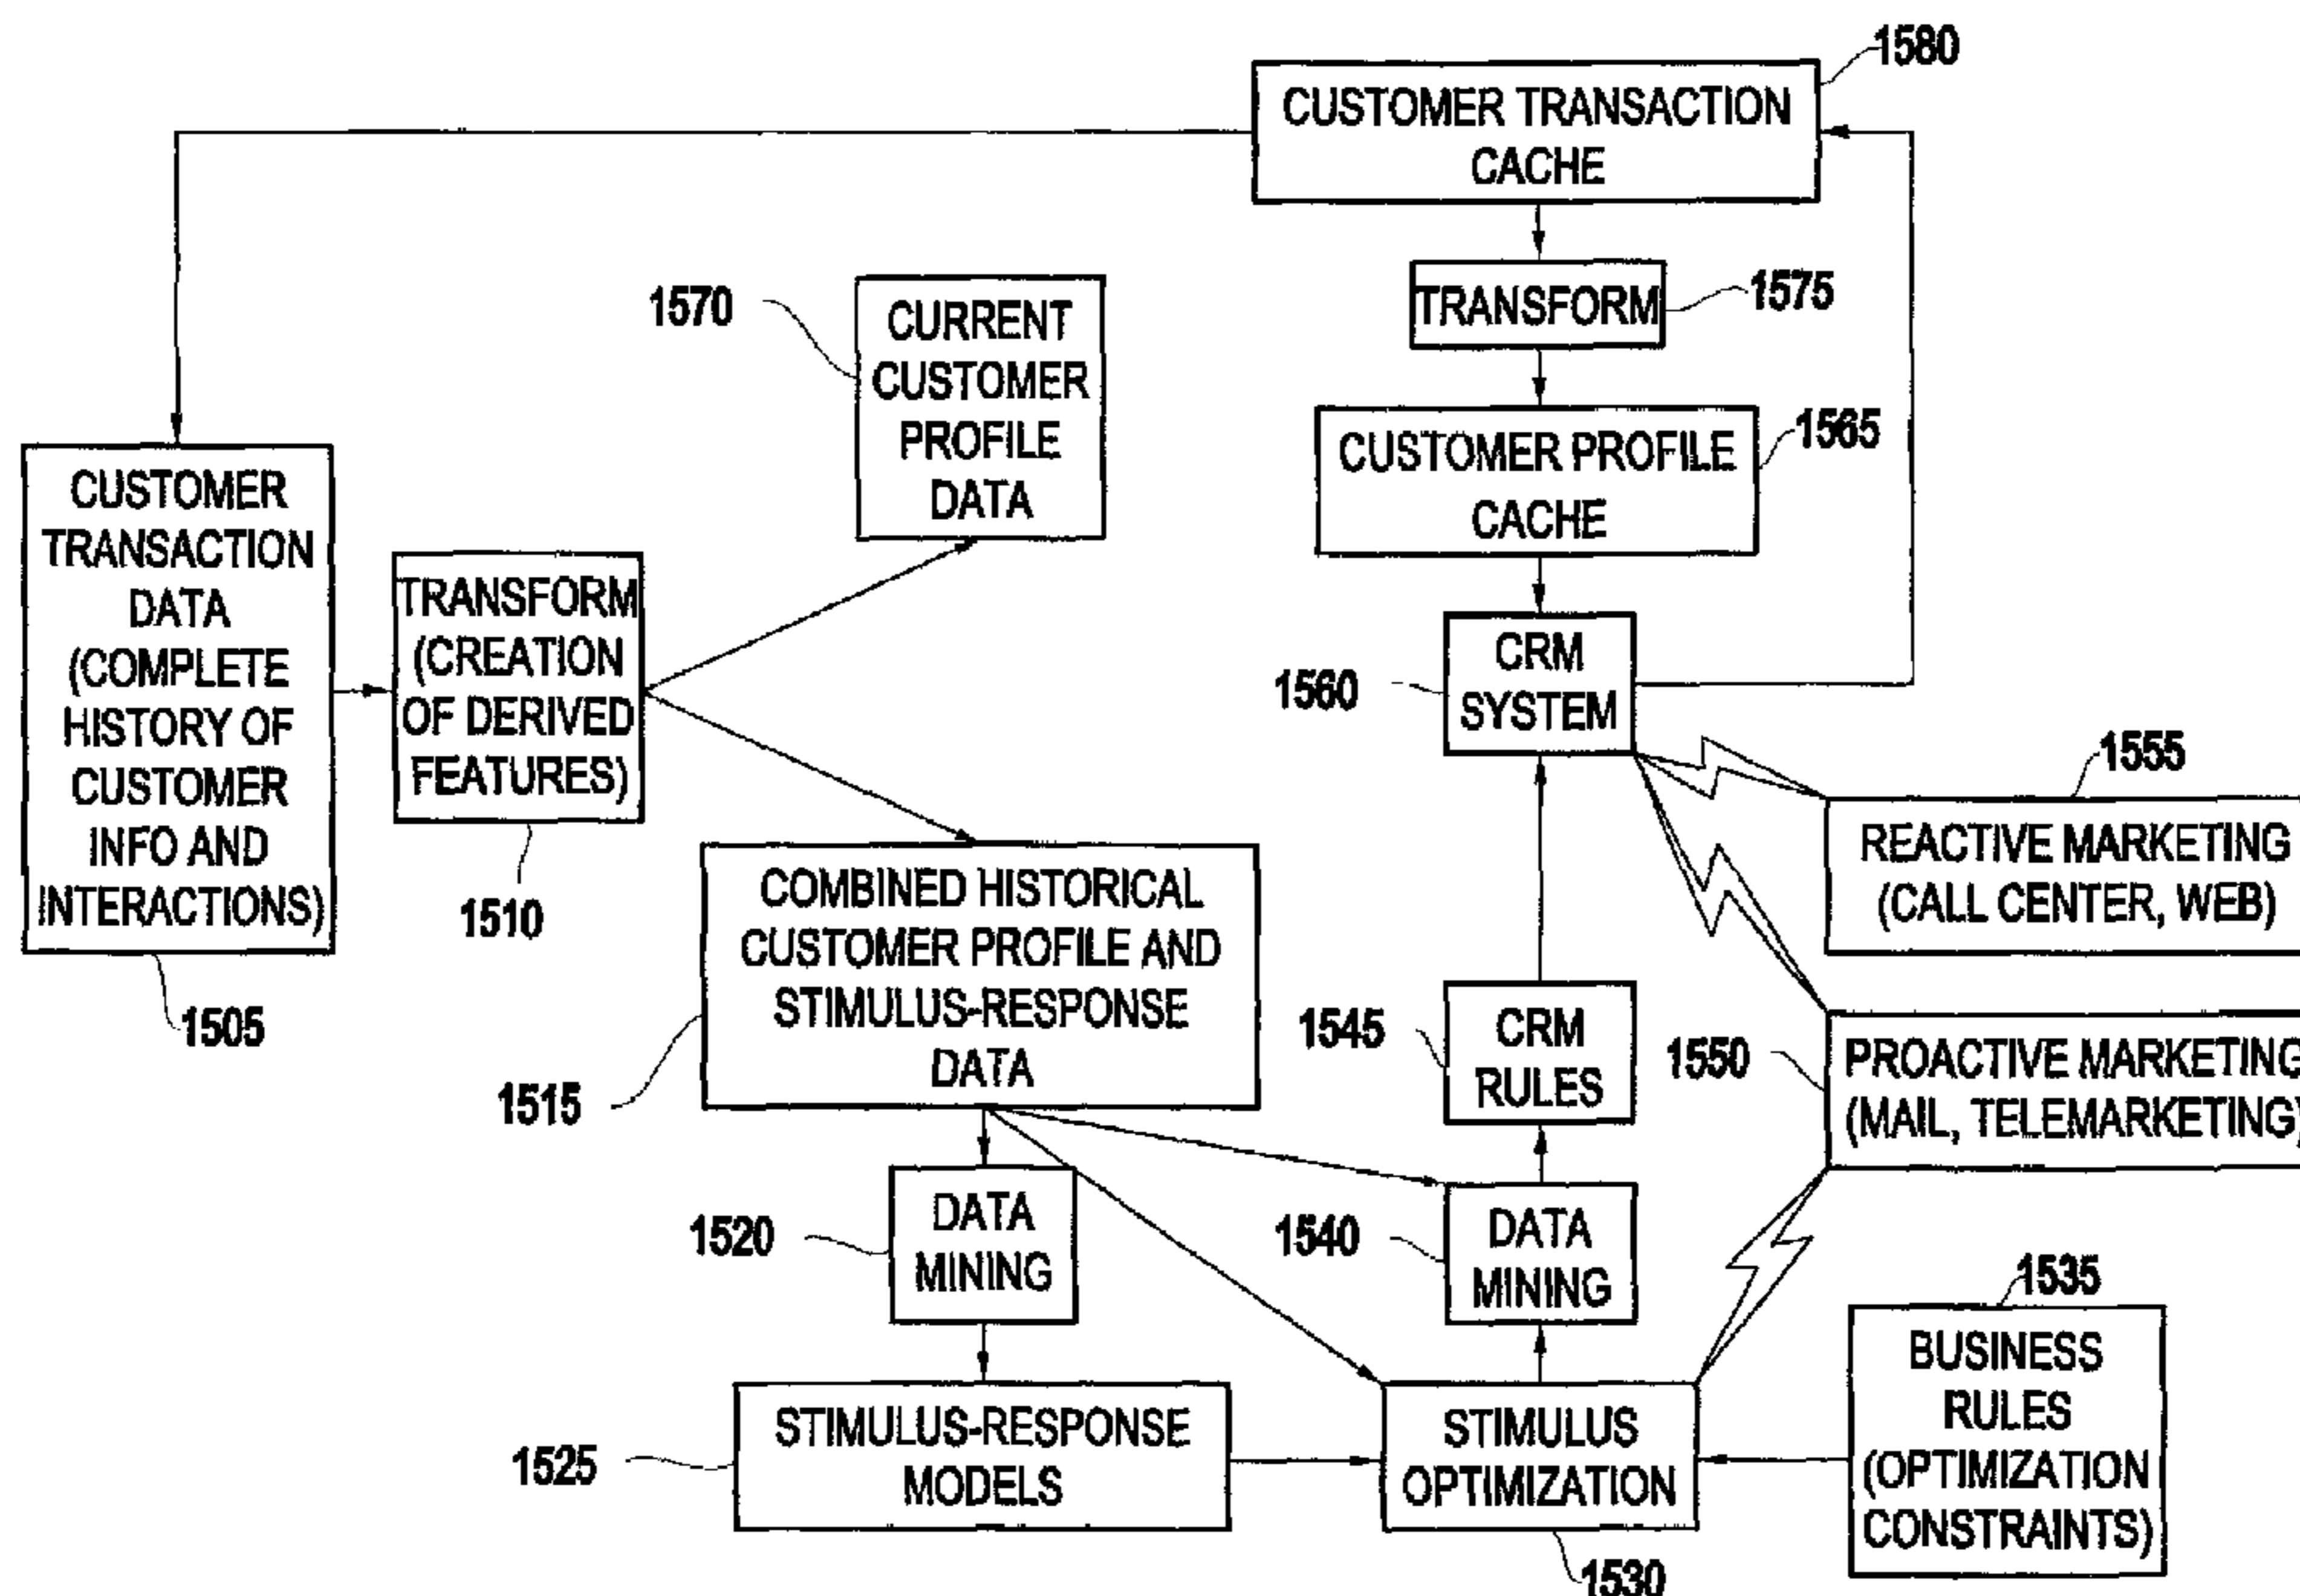 1580
CUSTOMER TRANSACTION
CACHE
TRANSFORM
1575
1570
CURRENT
CUSTOMER
PROFILE
DATA
CUSTOMER PROFILE
CACHE
1565
CUSTOMER
TRANSACTION
DATA
(COMPLETE
HISTORY OF
CUSTOMER
INFO AND
INTERACTIONS)
1505
TRANSFORM
(CREATION
OF DERIVED
FEATURES)
1510
1560
CRM
SYSTEM
1555
REACTIVE MARKETING
(CALL CENTER, WEB)
COMBINED HISTORICAL
CUSTOMER PROFILE AND
STIMULUS-RESPONSE
DATA
1515
1545
CRM
RULES
1550
PROACTIVE MARKETING
(MAIL, TELEMARKETING)
1520
DATA
MINING
1540
DATA
MINING
1535
BUSINESS
RULES
(OPTIMIZATION
CONSTRAINTS)
1525
STIMULUS-RESPONSE
MODELS
STIMULUS
OPTIMIZATION
1530